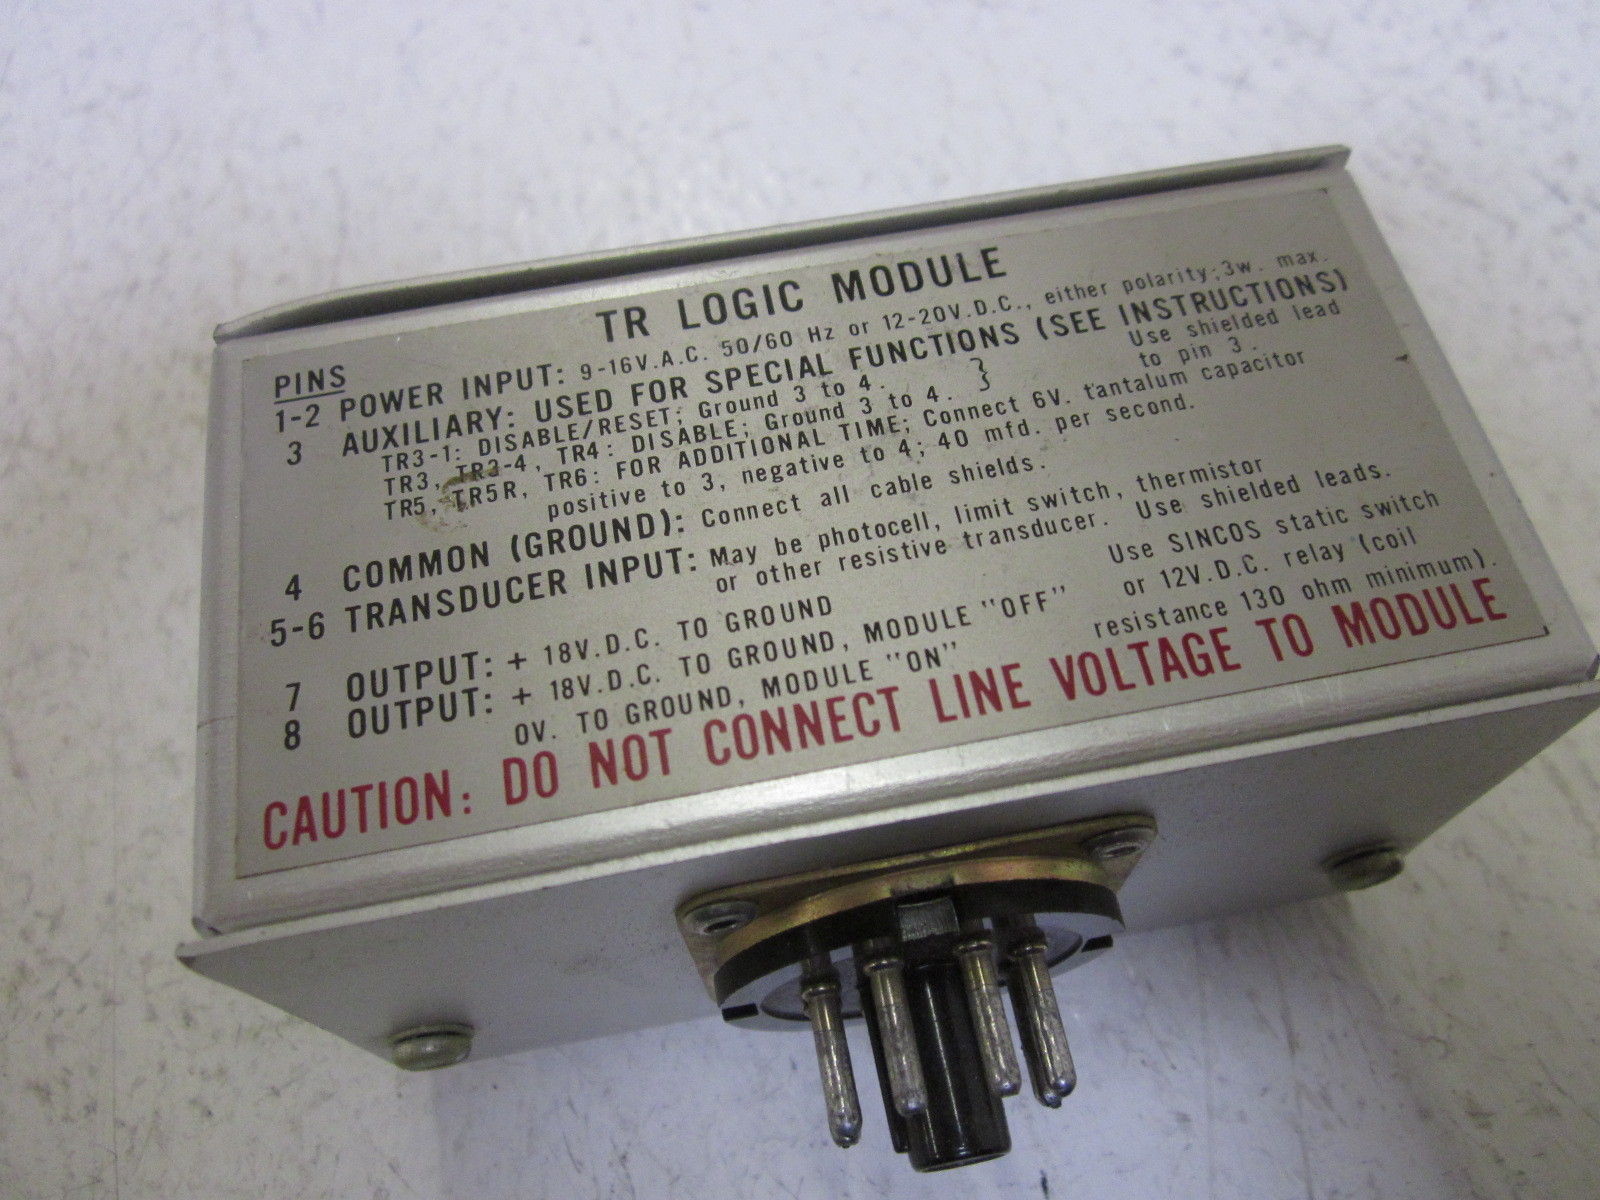 TR LOGIC MODULE
PINS
1-2 POWER INPUT: 9-16V.A.C. 50/60 Hz or 12-20V.D.C., either polarity; 3w. max.
3 AUXILIARY: USED FOR SPECIAL FUNCTIONS (SEE INSTRUCTIONS)
TR3-1: DISABLE/RESET; Ground 3 to 4. } Use shielded lead
TR3, TR3-4, TR4: DISABLE; Ground 3 to 4. to pin 3.
TR5, TR5R, TR6: FOR ADDITIONAL TIME; Connect 6V. tantalum capacitor
positive to 3, negative to 4; 40 mfd. per second.
4 COMMON (GROUND): Connect all cable shields.
5-6 TRANSDUCER INPUT: May be photocell, limit switch, thermistor
or other resistive transducer. Use shielded leads.
7 OUTPUT: + 18V.D.C. TO GROUND Use SINCOS static switch
8 OUTPUT: + 18V.D.C. TO GROUND, MODULE "OFF" or 12V.D.C. relay (coil
0V. TO GROUND, MODULE "ON" resistance 130 ohm minimum).
CAUTION: DO NOT CONNECT LINE VOLTAGE TO MODULE